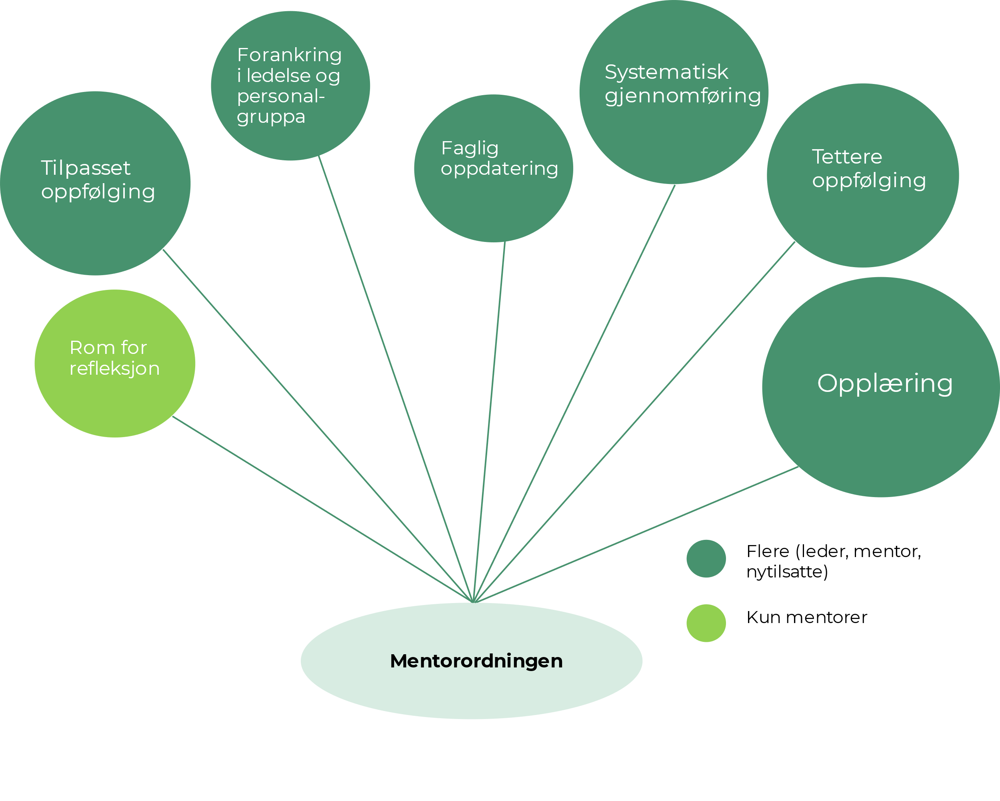 Forankring
i ledelse og
personal-
gruppa
Systematisk
gjennomføring
Faglig
oppdatering
Tettere
oppfølging
Tilpasset
oppfølging
Rom for
refleksjon
Opplæring
Flere (leder, mentor,
nytilsatte)
Kun mentorer
Mentorordningen